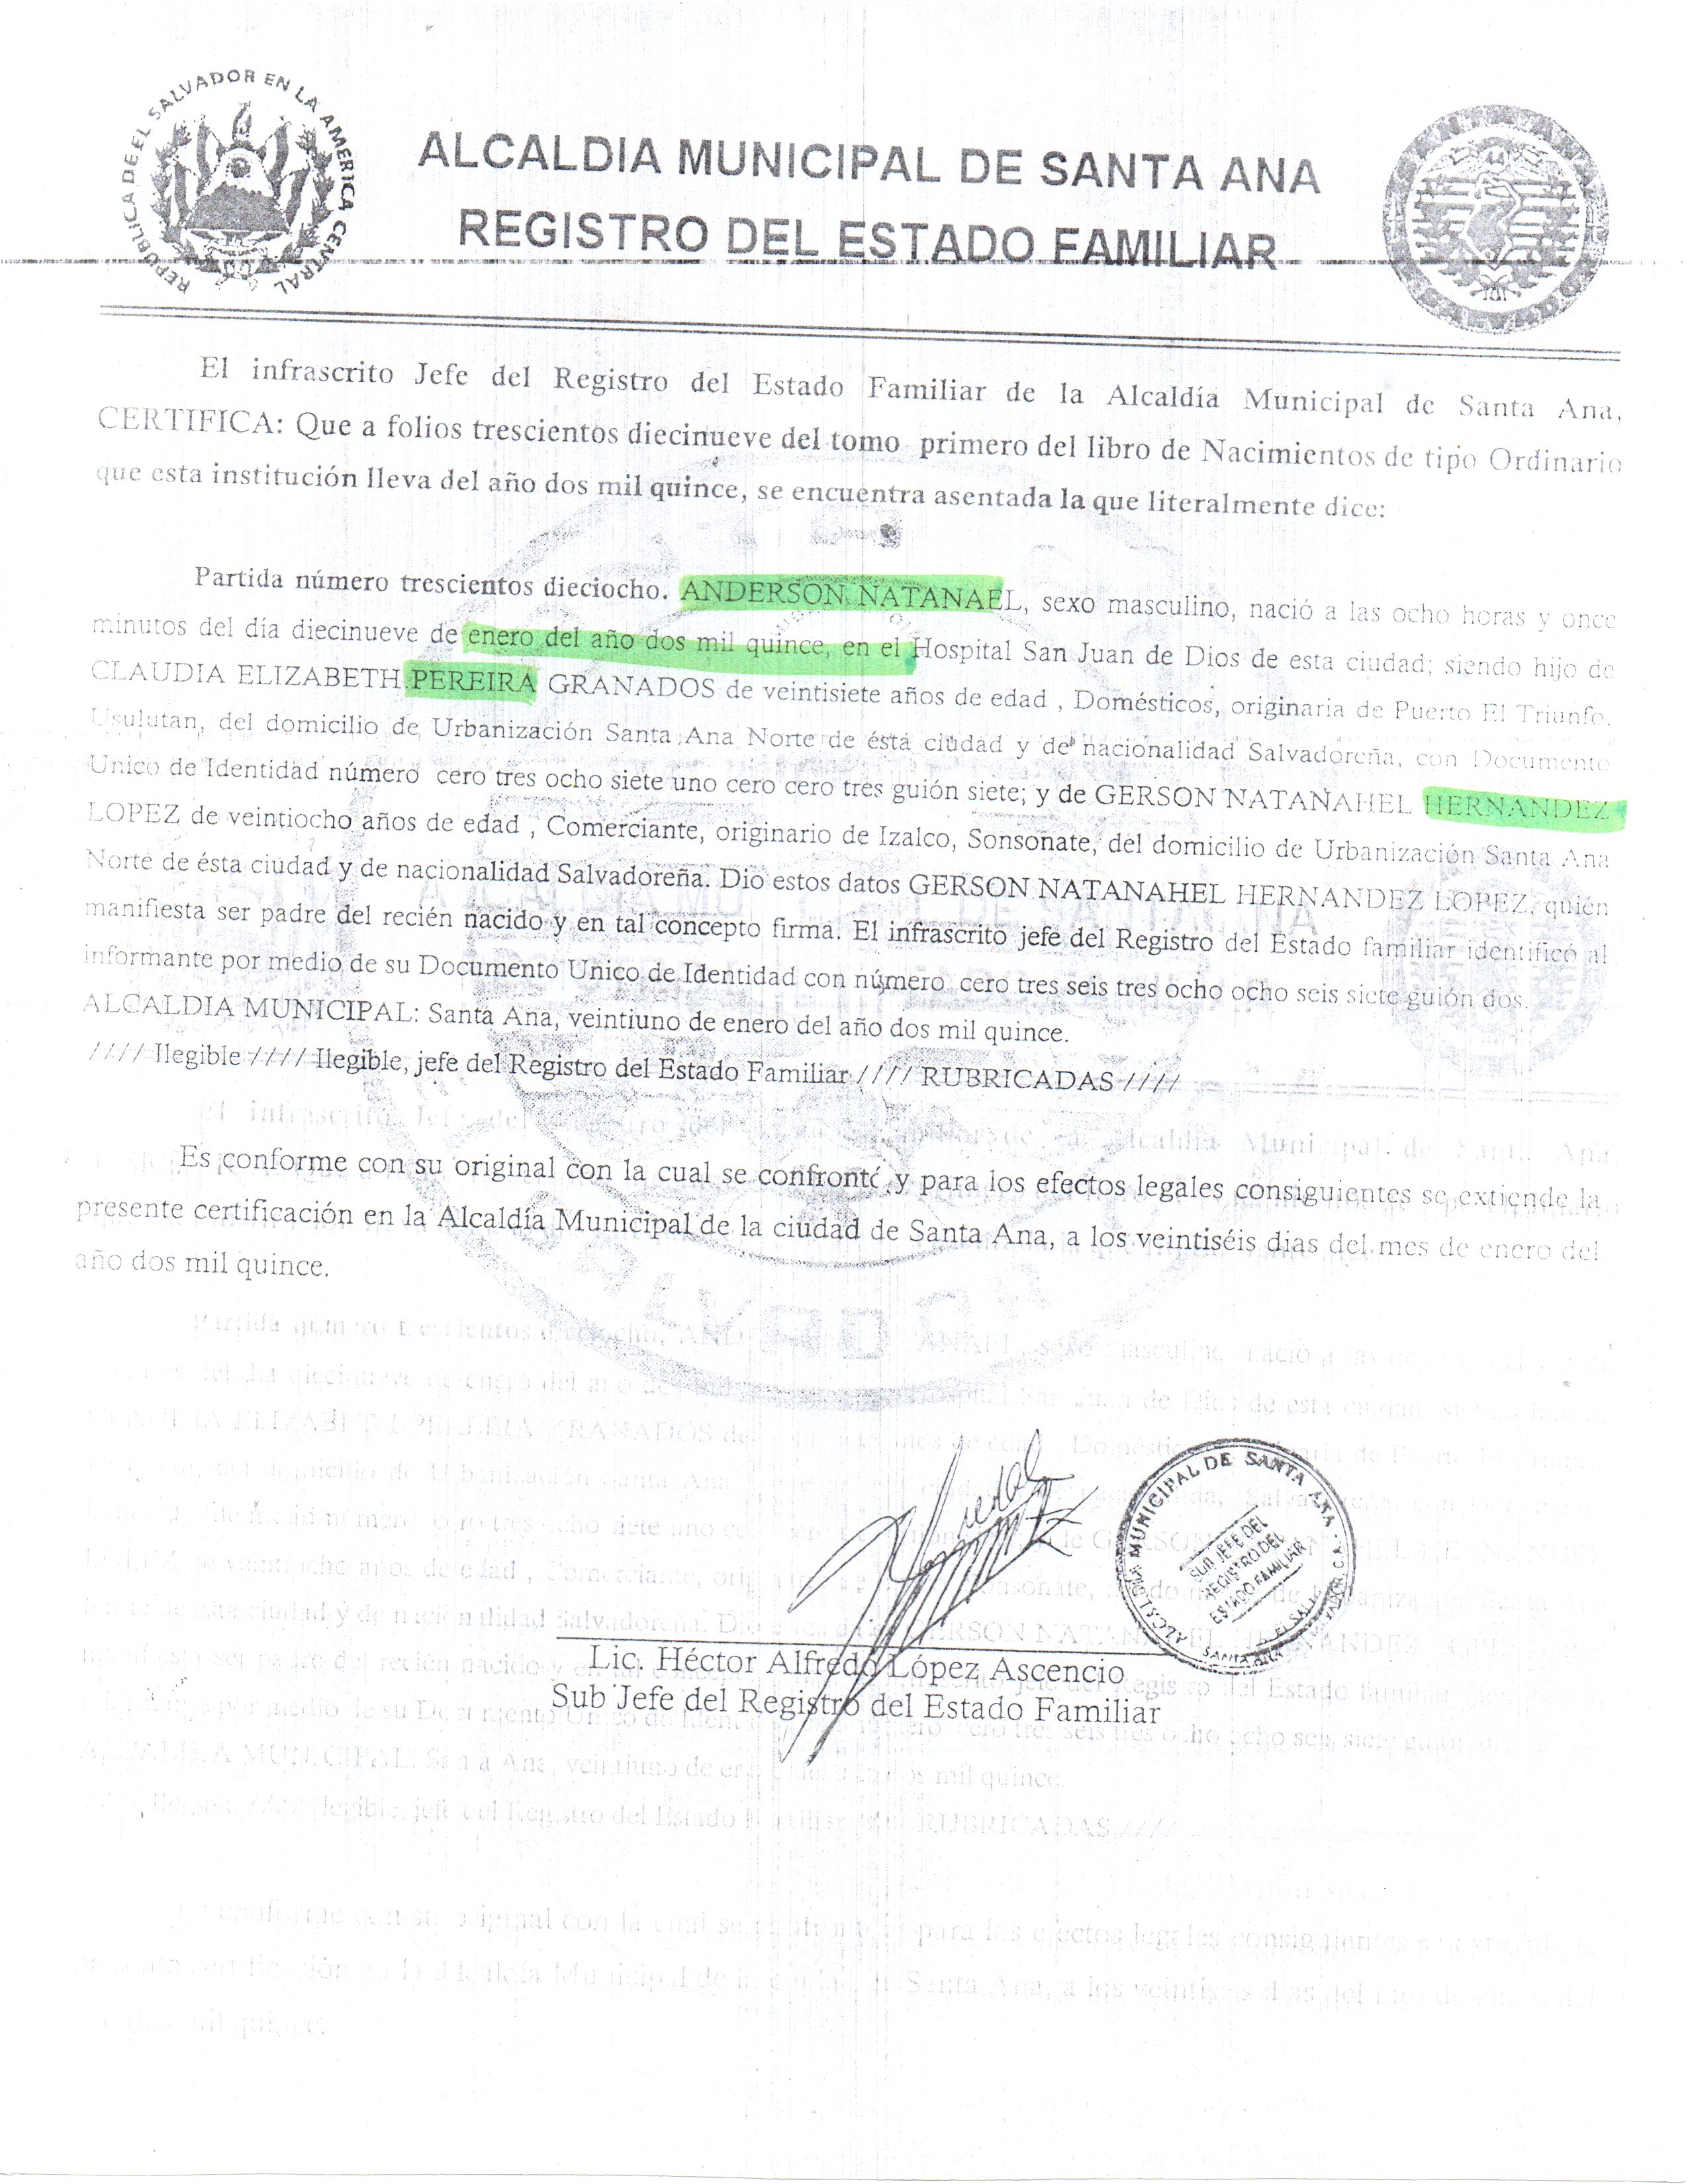 REPUBLICA DE EL SALVADOR EN LA AMERICA CENTRAL
ALCALDIA MUNICIPAL DE SANTA ANA
REGISTRO DEL ESTADO FAMILIAR
El infrascrito Jefe del Registro del Estado Familiar de la Alcaldía Municipal de Santa Ana,
CERTIFICA: Que a folios trescientos diecinueve del tomo primero del libro de Nacimientos de tipo Ordinario
que esta institución lleva del año dos mil quince, se encuentra asentada la que literalmente dice:
Partida número trescientos dieciocho. ANDERSON NATANAEL, sexo masculino, nació a las ocho horas y once
minutos del día diecinueve de enero del año dos mil quince, en el Hospital San Juan de Dios de esta ciudad; siendo hijo de
CLAUDIA ELIZABETH PEREIRA GRANADOS de veintisiete años de edad , Domésticos, originaria de Puerto El Triunfo,
Usulutan, del domicilio de Urbanización Santa Ana Norte de ésta ciudad y de nacionalidad Salvadoreña, con Documento
Unico de Identidad número cero tres ocho siete uno cero cero tres guión siete; y de GERSON NATANAHEL HERNANDEZ
LOPEZ de veintiocho años de edad , Comerciante, originario de Izalco, Sonsonate, del domicilio de Urbanización Santa Ana
Norte de ésta ciudad y de nacionalidad Salvadoreña. Dio estos datos GERSON NATANAHEL HERNANDEZ LOPEZ, quién
manifiesta ser padre del recién nacido y en tal concepto firma. El infrascrito jefe del Registro del Estado familiar identificó al
informante por medio de su Documento Unico de Identidad con número cero tres seis tres ocho ocho seis siete guión dos.
ALCALDIA MUNICIPAL: Santa Ana, veintiuno de enero del año dos mil quince.
//// Ilegible //// Ilegible, jefe del Registro del Estado Familiar //// RUBRICADAS ////
Es conforme con su original con la cual se confrontó y para los efectos legales consiguientes se extiende la
presente certificación en la Alcaldía Municipal de la ciudad de Santa Ana, a los veintiséis dias del mes de enero del
año dos mil quince.
ALCALDIA MUNICIPAL DE SANTA ANA
SUB JEFE DEL
REGISTRO DEL
ESTADO FAMILIAR
SANTA ANA, EL SALVADOR, C.A.
Lic. Héctor Alfredo López Ascencio
Sub Jefe del Registro del Estado Familiar